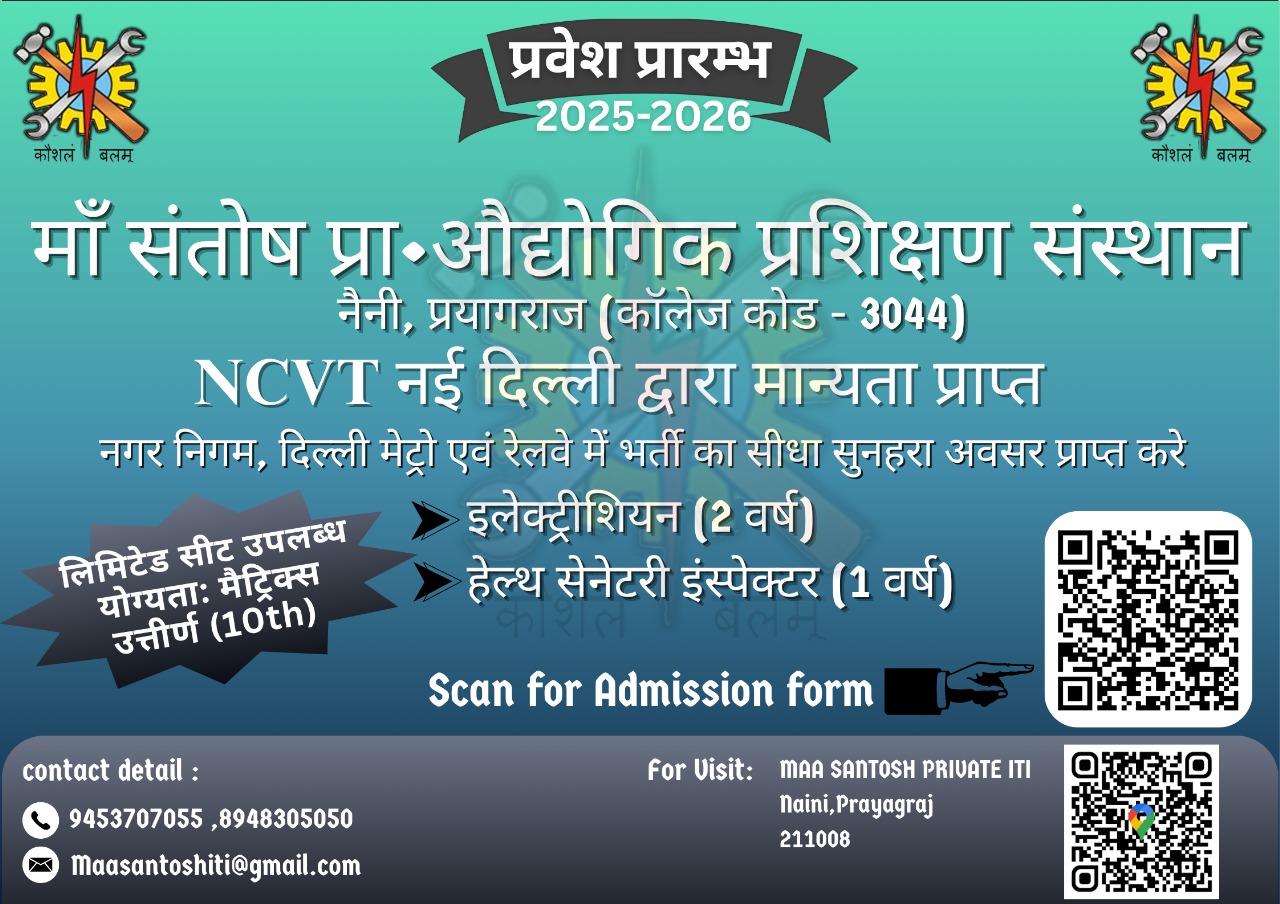 प्रवेश प्रारम्भ
2025-2026
कौशलं बलम्
कौशलं बलम्
माँ संतोष प्रा•औद्योगिक प्रशिक्षण संस्थान
नैनी, प्रयागराज (कॉलेज कोड - 3044)
NCVT नई दिल्ली द्वारा मान्यता प्राप्त
नगर निगम, दिल्ली मेट्रो एवं रेलवे में भर्ती का सीधा सुनहरा अवसर प्राप्त करे
इलेक्ट्रीशियन (2 वर्ष)
हेल्थ सेनेटरी इंस्पेक्टर (1 वर्ष)
कौशलं बलम्
लिमिटेड सीट उपलब्ध
योग्यता: मैट्रिक्स
उत्तीर्ण (10th)
Scan for Admission form
contact detail :
9453707055 ,8948305050
Maasantoshiti@gmail.com
For Visit: MAA SANTOSH PRIVATE ITI
Naini,Prayagraj
211008